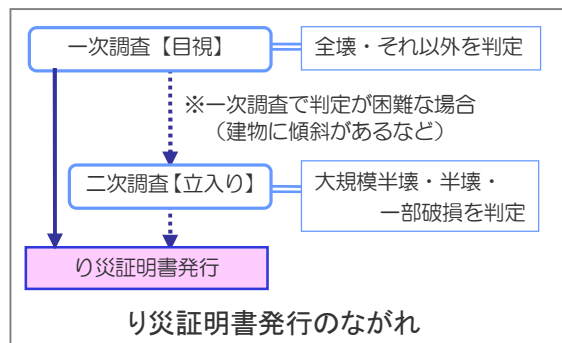 一次調査【目視】
全壊・それ以外を判定
※一次調査で判定が困難な場合
（建物に傾斜があるなど）
二次調査【立入り】
大規模半壊・半壊・
一部破損を判定
り災証明書発行
り災証明書発行のながれ